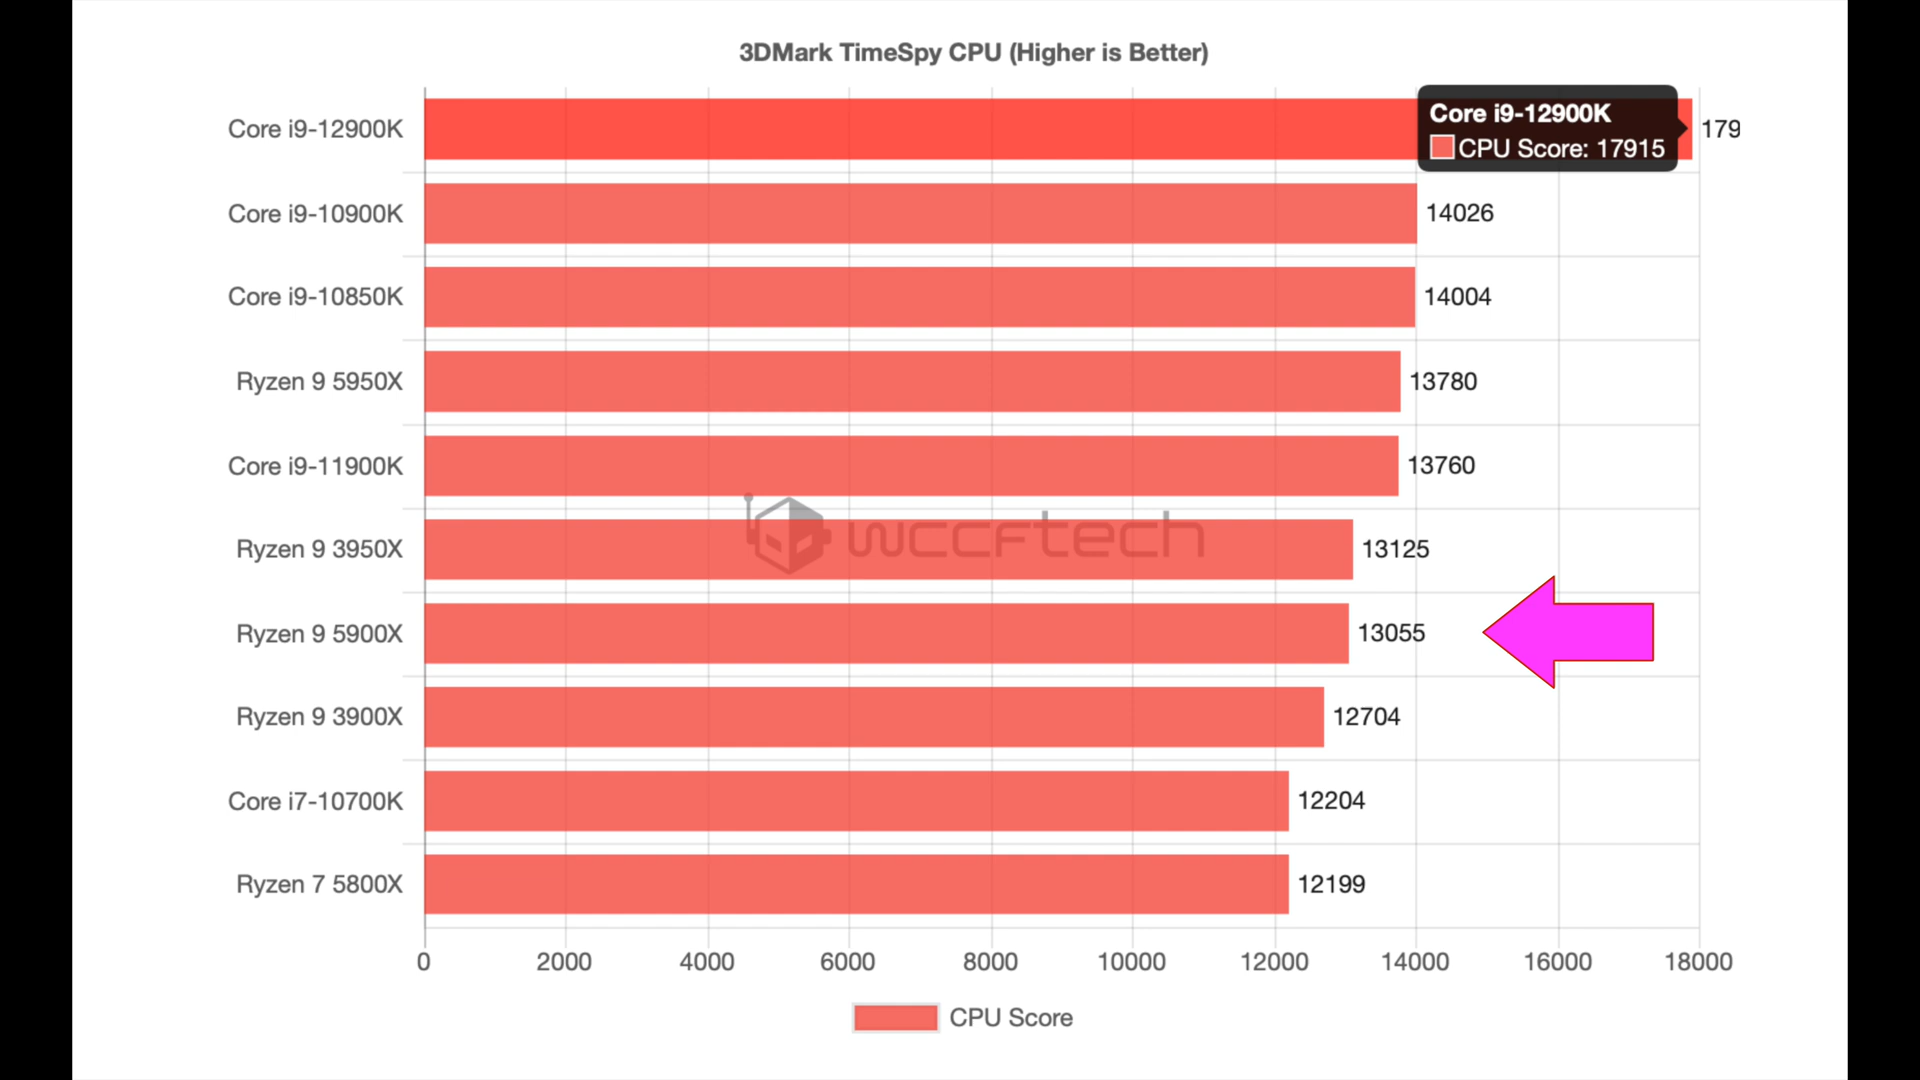 3DMark TimeSpy CPU (Higher is Better)
Core i9-12900K
Core i9-12900K
CPU Score: 17915
179
Core i9-10900K 14026
Core i9-10850K 14004
Ryzen 9 5950X 13780
Core i9-11900K 13760
wccftech
Ryzen 9 3950X 13125
Ryzen 9 5900X 13055
Ryzen 9 3900X 12704
Core i7-10700K 12204
Ryzen 7 5800X 12199
0 2000 4000 6000 8000 10000 12000 14000 16000 18000
CPU Score